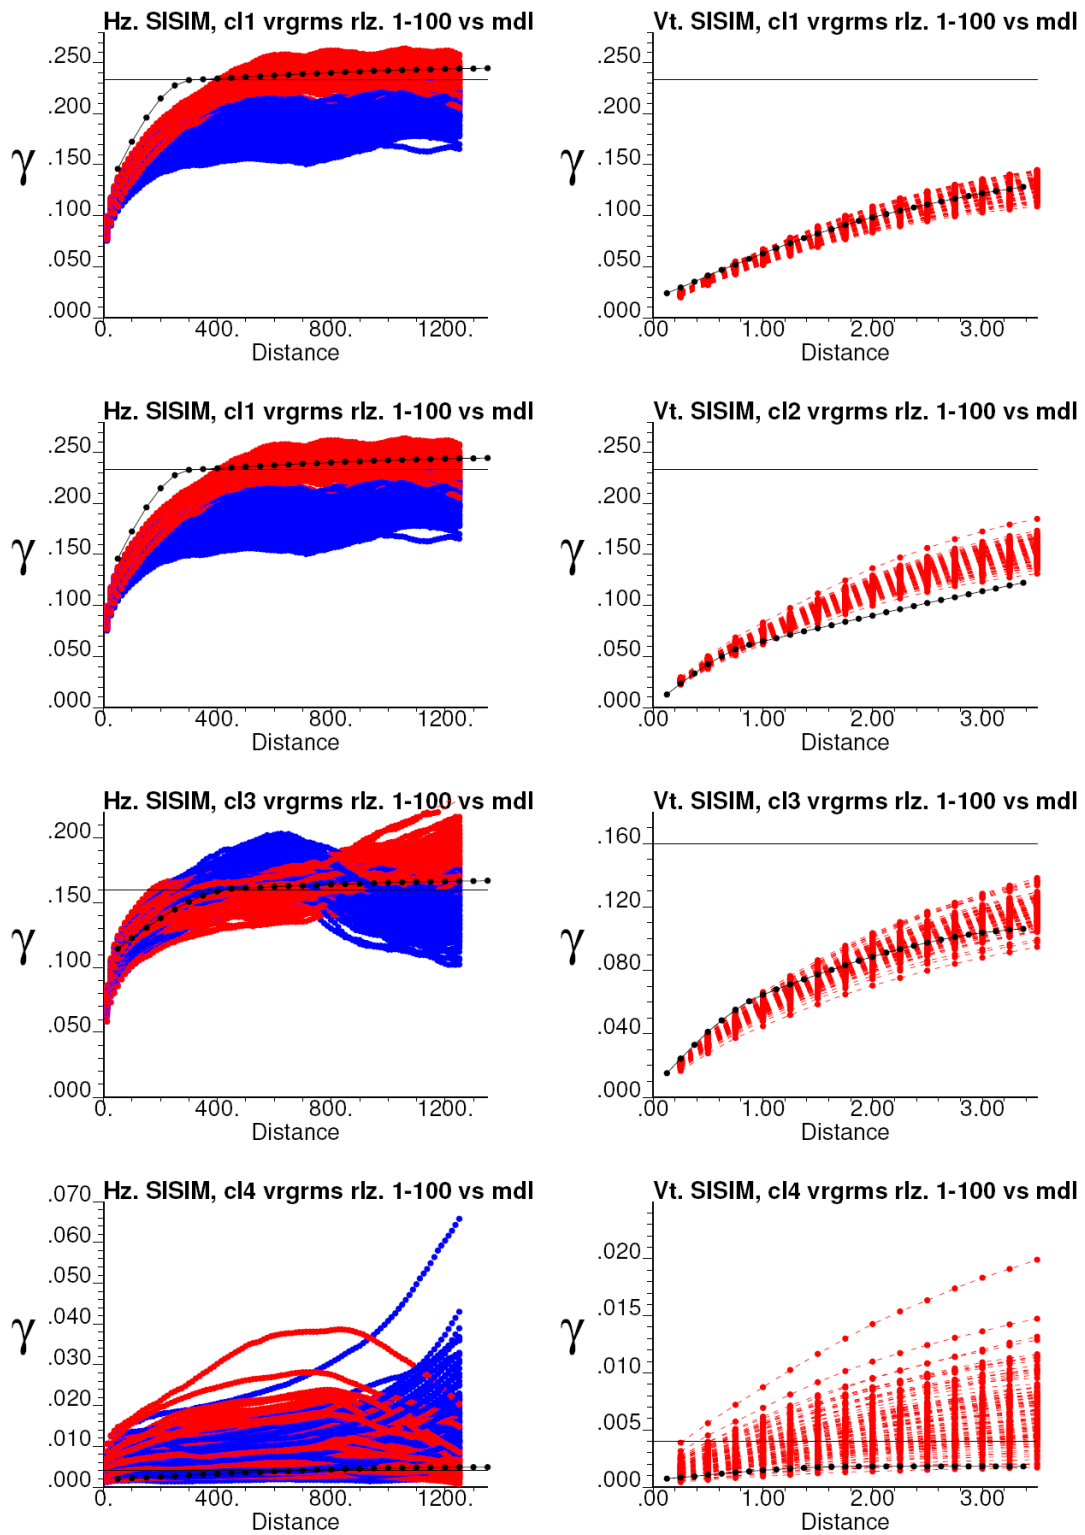 Hz. SISIM, cl1 vrgrms rlz. 1-100 vs mdl
γ
.250
.200
.150
.100
.050
.000
0. 400. 800. 1200.
Distance
Vt. SISIM, cl1 vrgrms rlz. 1-100 vs mdl
γ
.250
.200
.150
.100
.050
.000
.00 1.00 2.00 3.00
Distance
Hz. SISIM, cl1 vrgrms rlz. 1-100 vs mdl
γ
.250
.200
.150
.100
.050
.000
0. 400. 800. 1200.
Distance
Vt. SISIM, cl2 vrgrms rlz. 1-100 vs mdl
γ
.250
.200
.150
.100
.050
.000
.00 1.00 2.00 3.00
Distance
Hz. SISIM, cl3 vrgrms rlz. 1-100 vs mdl
γ
.200
.150
.100
.050
.000
0. 400. 800. 1200.
Distance
Vt. SISIM, cl3 vrgrms rlz. 1-100 vs mdl
γ
.160
.120
.080
.040
.000
.00 1.00 2.00 3.00
Distance
Hz. SISIM, cl4 vrgrms rlz. 1-100 vs mdl
γ
.070
.060
.050
.040
.030
.020
.010
.000
0. 400. 800. 1200.
Distance
Vt. SISIM, cl4 vrgrms rlz. 1-100 vs mdl
γ
.020
.015
.010
.005
.000
.00 1.00 2.00 3.00
Distance